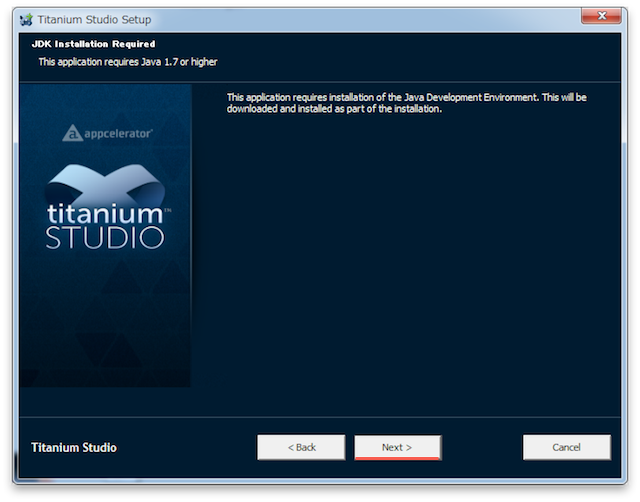 Titanium Studio Setup
JDK Installation Required
This application requires Java 1.7 or higher
This application requires installation of the Java Development Environment. This will be
downloaded and installed as part of the installation.
appcelerator®
titanium™
STUDIO
Titanium Studio
< Back
Next >
Cancel